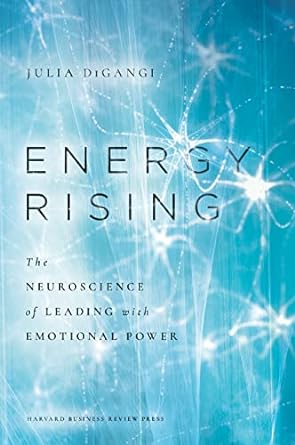 JULIA DiGANGI
ENERGY
RISING
The
NEUROSCIENCE
of LEADING with
EMOTIONAL POWER
HARVARD BUSINESS REVIEW PRESS